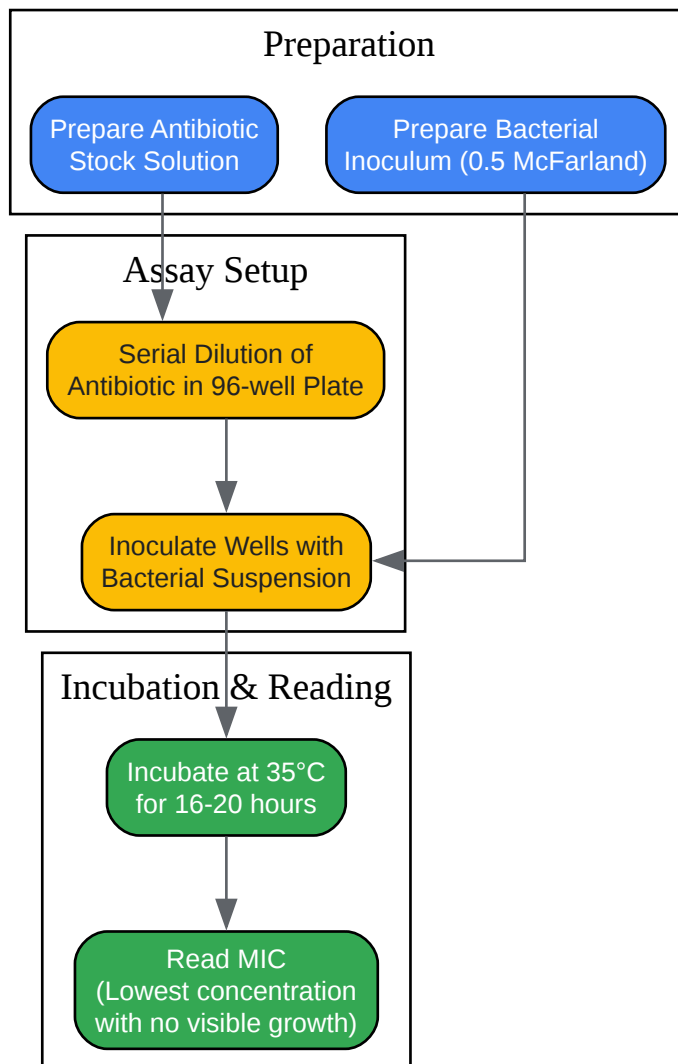 Preparation
Prepare Antibiotic
Stock Solution
Prepare Bacterial
Inoculum (0.5 McFarland)
Assay Setup
Serial Dilution of
Antibiotic in 96-well Plate
Inoculate Wells with
Bacterial Suspension
Incubation & Reading
Incubate at 35°C
for 16-20 hours
Read MIC
(Lowest concentration
with no visible growth)